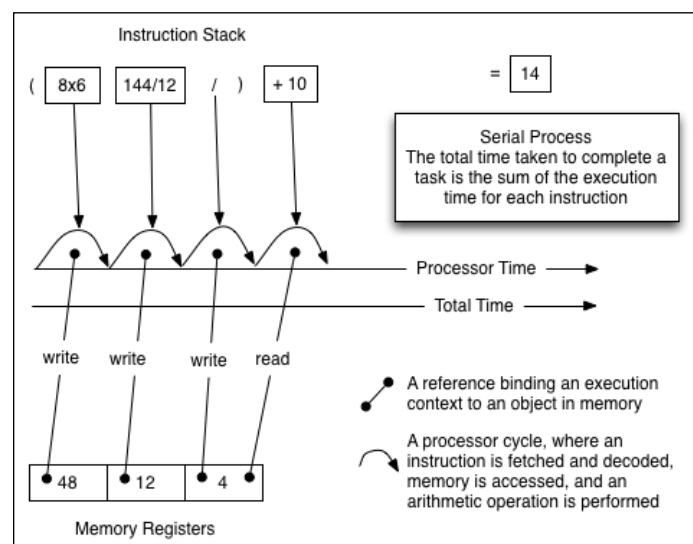 Instruction Stack
( 8x6 144/12 / ) + 10 = 14
Serial Process
The total time taken to complete a
task is the sum of the execution
time for each instruction
Processor Time
Total Time
write write write read
A reference binding an execution
context to an object in memory
A processor cycle, where an
instruction is fetched and decoded,
memory is accessed, and an
arithmetic operation is performed
48 12 4
Memory Registers